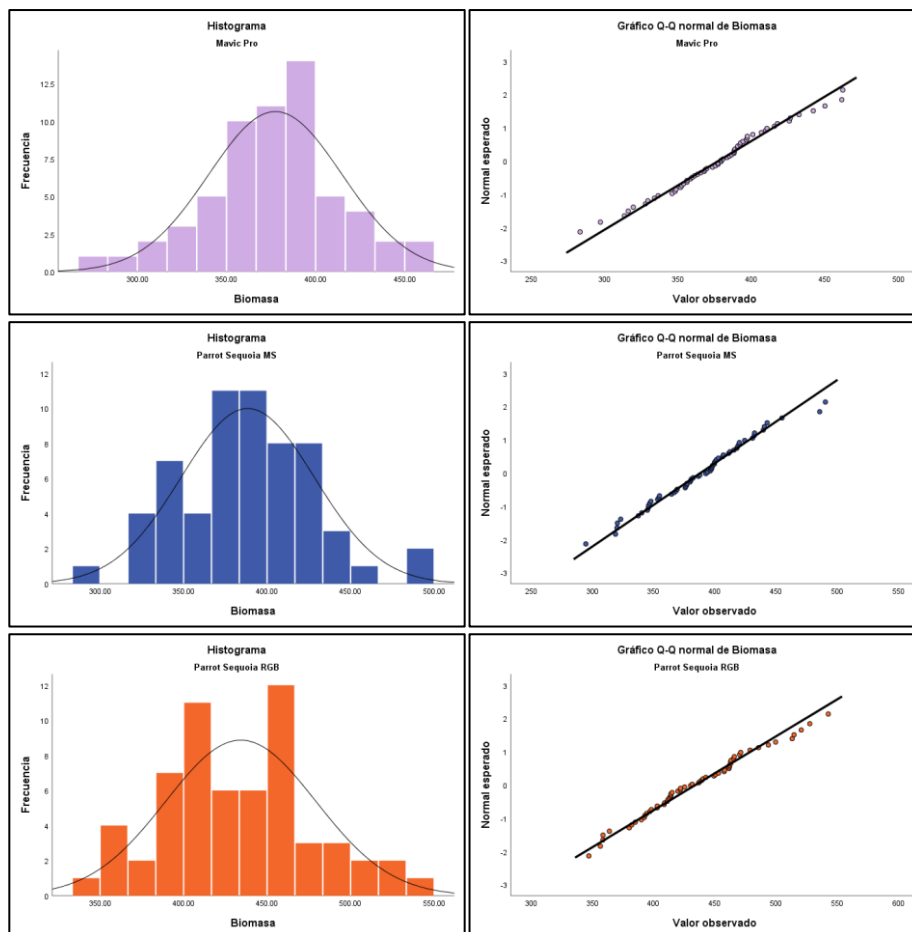 Histograma
Mavic Pro
Frecuencia
12.5
10.0
7.5
5.0
2.5
0.0
300.00 350.00 400.00 450.00
Biomasa
Gráfico Q-Q normal de Biomasa
Mavic Pro
Normal esperado
3
2
1
0
-1
-2
-3
250 300 350 400 450 500
Valor observado
Histograma
Parrot Sequoia MS
Frecuencia
12
10
8
6
4
2
0
300.00 350.00 400.00 450.00 500.00
Biomasa
Gráfico Q-Q normal de Biomasa
Parrot Sequoia MS
Normal esperado
3
2
1
0
-1
-2
-3
250 300 350 400 450 500 550
Valor observado
Histograma
Parrot Sequoia RGB
Frecuencia
12
10
8
6
4
2
0
350.00 400.00 450.00 500.00 550.00
Biomasa
Gráfico Q-Q normal de Biomasa
Parrot Sequoia RGB
Normal esperado
3
2
1
0
-1
-2
-3
300 350 400 450 500 550 600
Valor observado